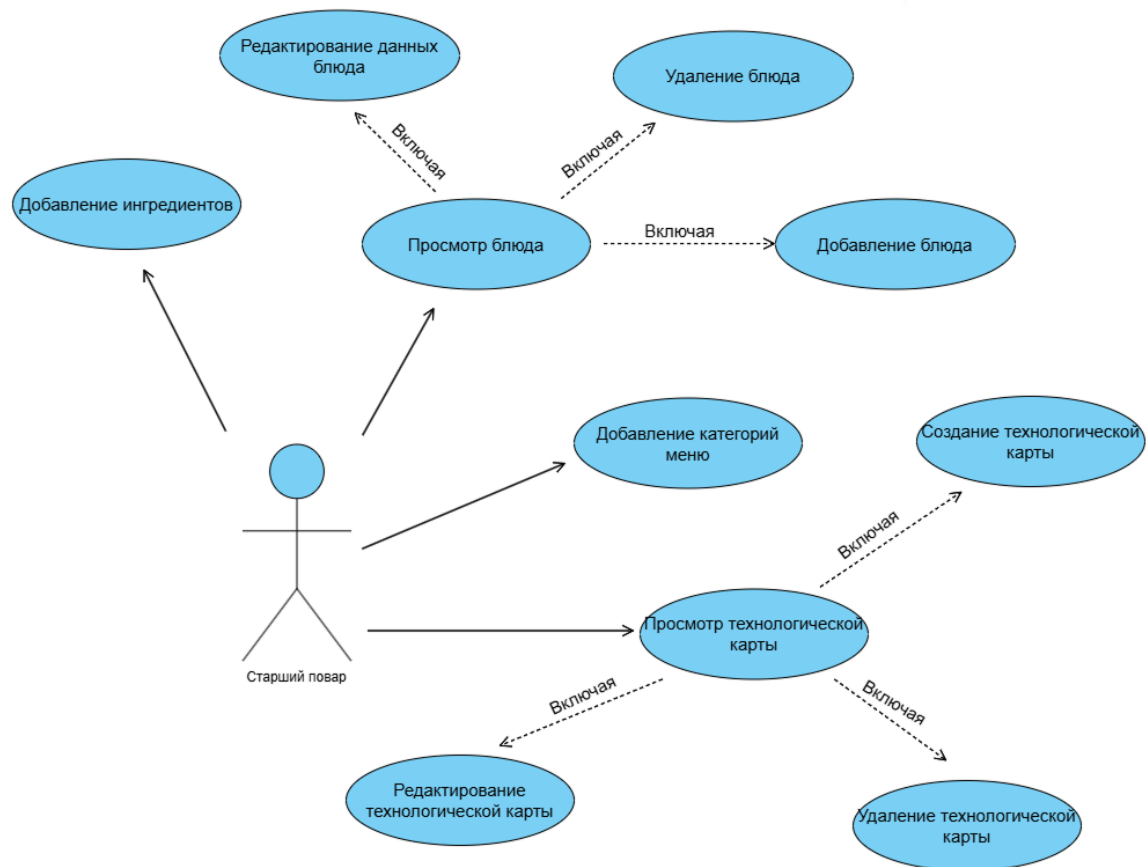 Редактирование данных
блюда
Удаление блюда
Включая
Включая
Добавление ингредиентов
Просмотр блюда
Включая
Добавление блюда
Добавление категорий
меню
Создание технологической
карты
Включая
Просмотр технологической
карты
Старший повар
Включая
Включая
Редактирование
технологической карты
Удаление технологической
карты